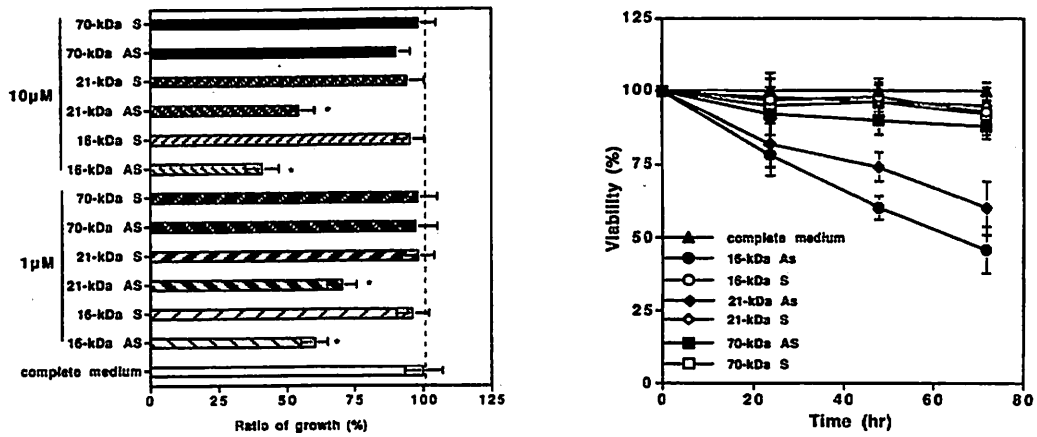 10μM
70-kDa S
70-kDa AS
21-kDa S
21-kDa AS *
16-kDa S
16-kDa AS *
1μM
70-kDa S
70-kDa AS
21-kDa S
21-kDa AS *
16-kDa S
16-kDa AS *
complete medium
0 25 50 75 100 125
Ratio of growth (%)
125
100
75
50
25
0
Viability (%)
complete medium
16-kDa As
16-kDa S
21-kDa As
21-kDa S
70-kDa AS
70-kDa S
0 20 40 60 80
Time (hr)